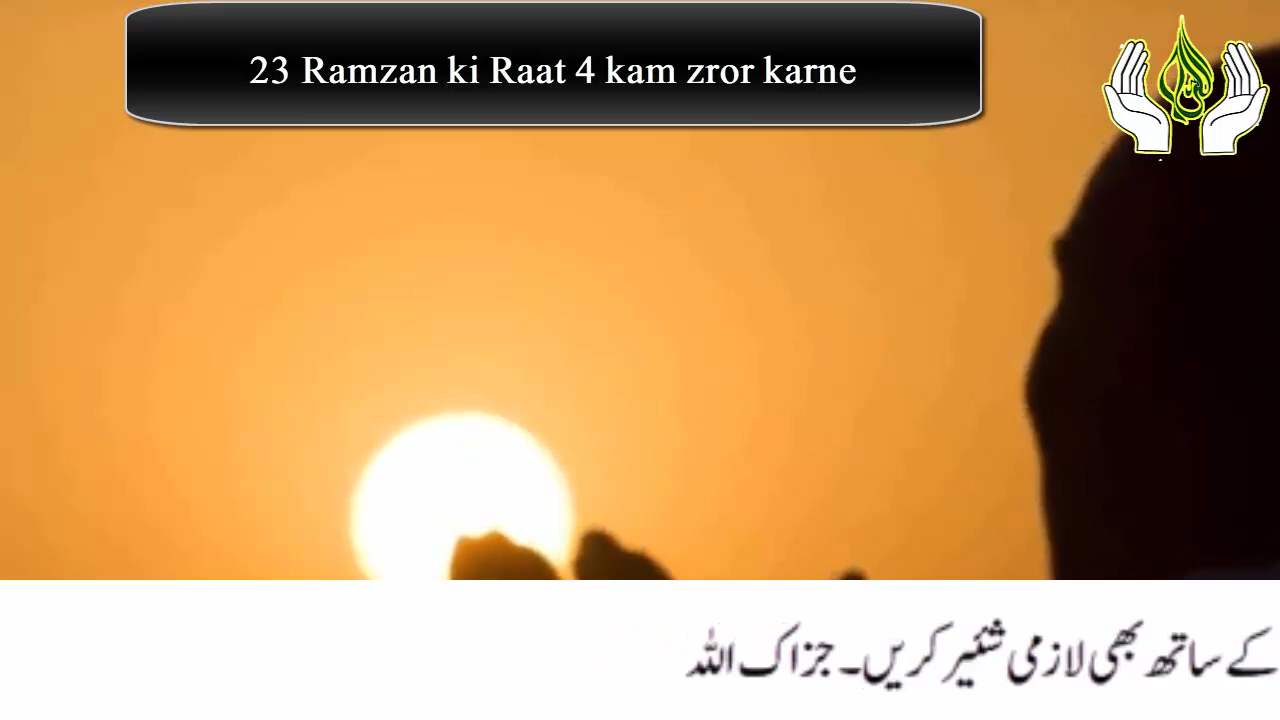 23 Ramzan ki Raat 4 kam zror karne
کے ساتھ بھی لازمی شئیر کریں۔ جزاک اللہ